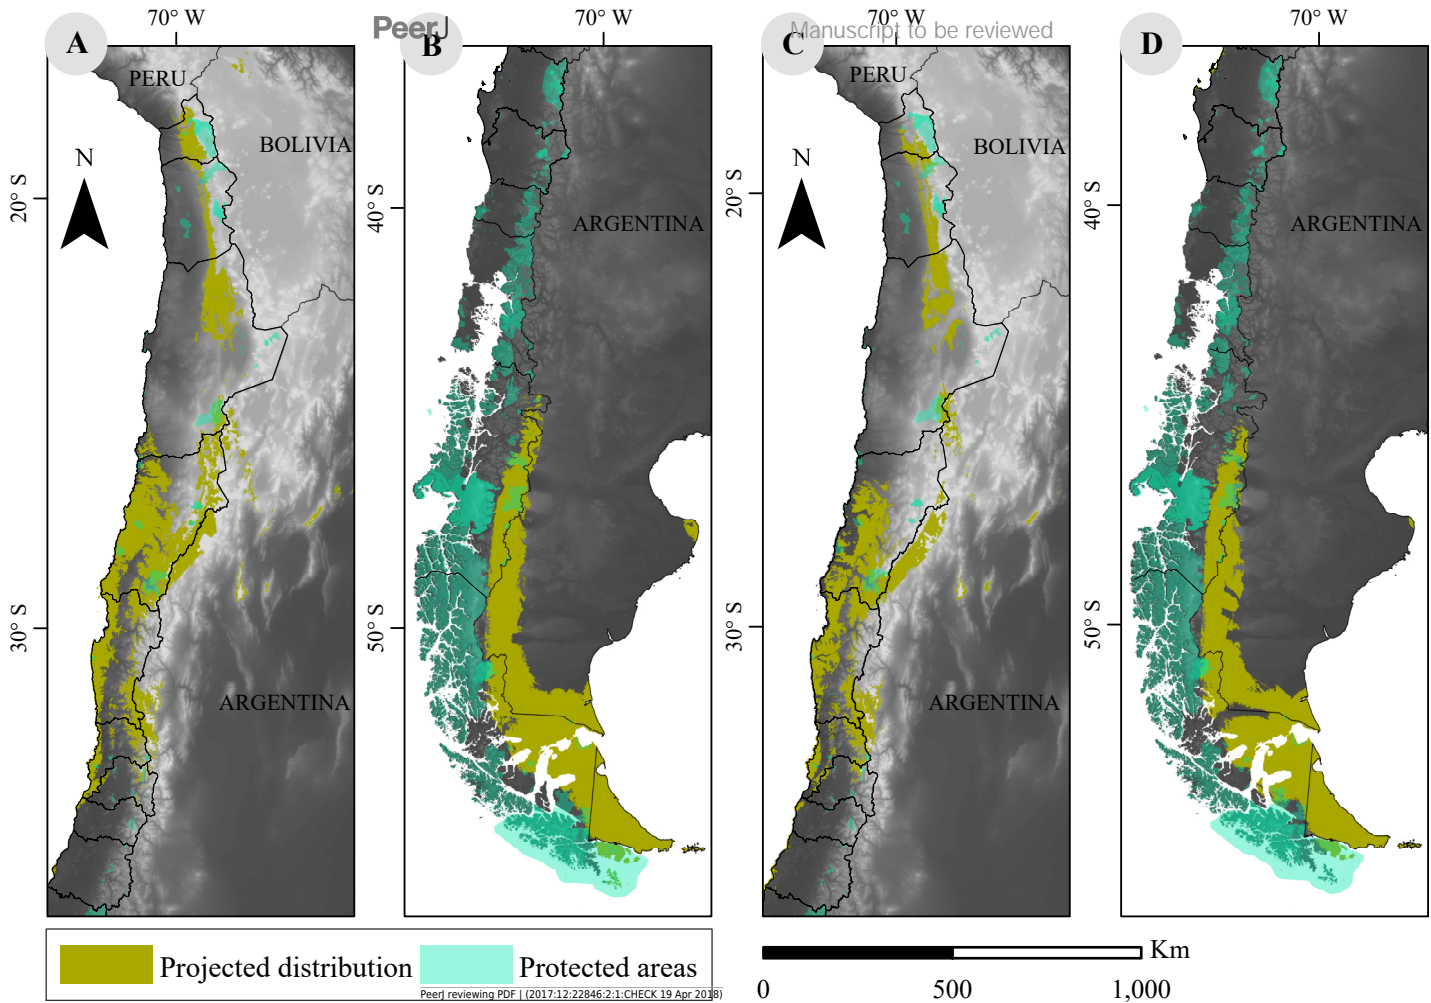 70° W
70° W
70° W
70° W
PeerJ
Manuscript to be reviewed
A
B
C
D
PERU
BOLIVIA
N
20° S
30° S
ARGENTINA
40° S
50° S
ARGENTINA
PERU
BOLIVIA
N
20° S
30° S
ARGENTINA
40° S
50° S
ARGENTINA
Projected distribution
Protected areas
PeerJ reviewing PDF | (2017:12:22846:2:1:CHECK 19 Apr 2018)
Km
0 500 1,000